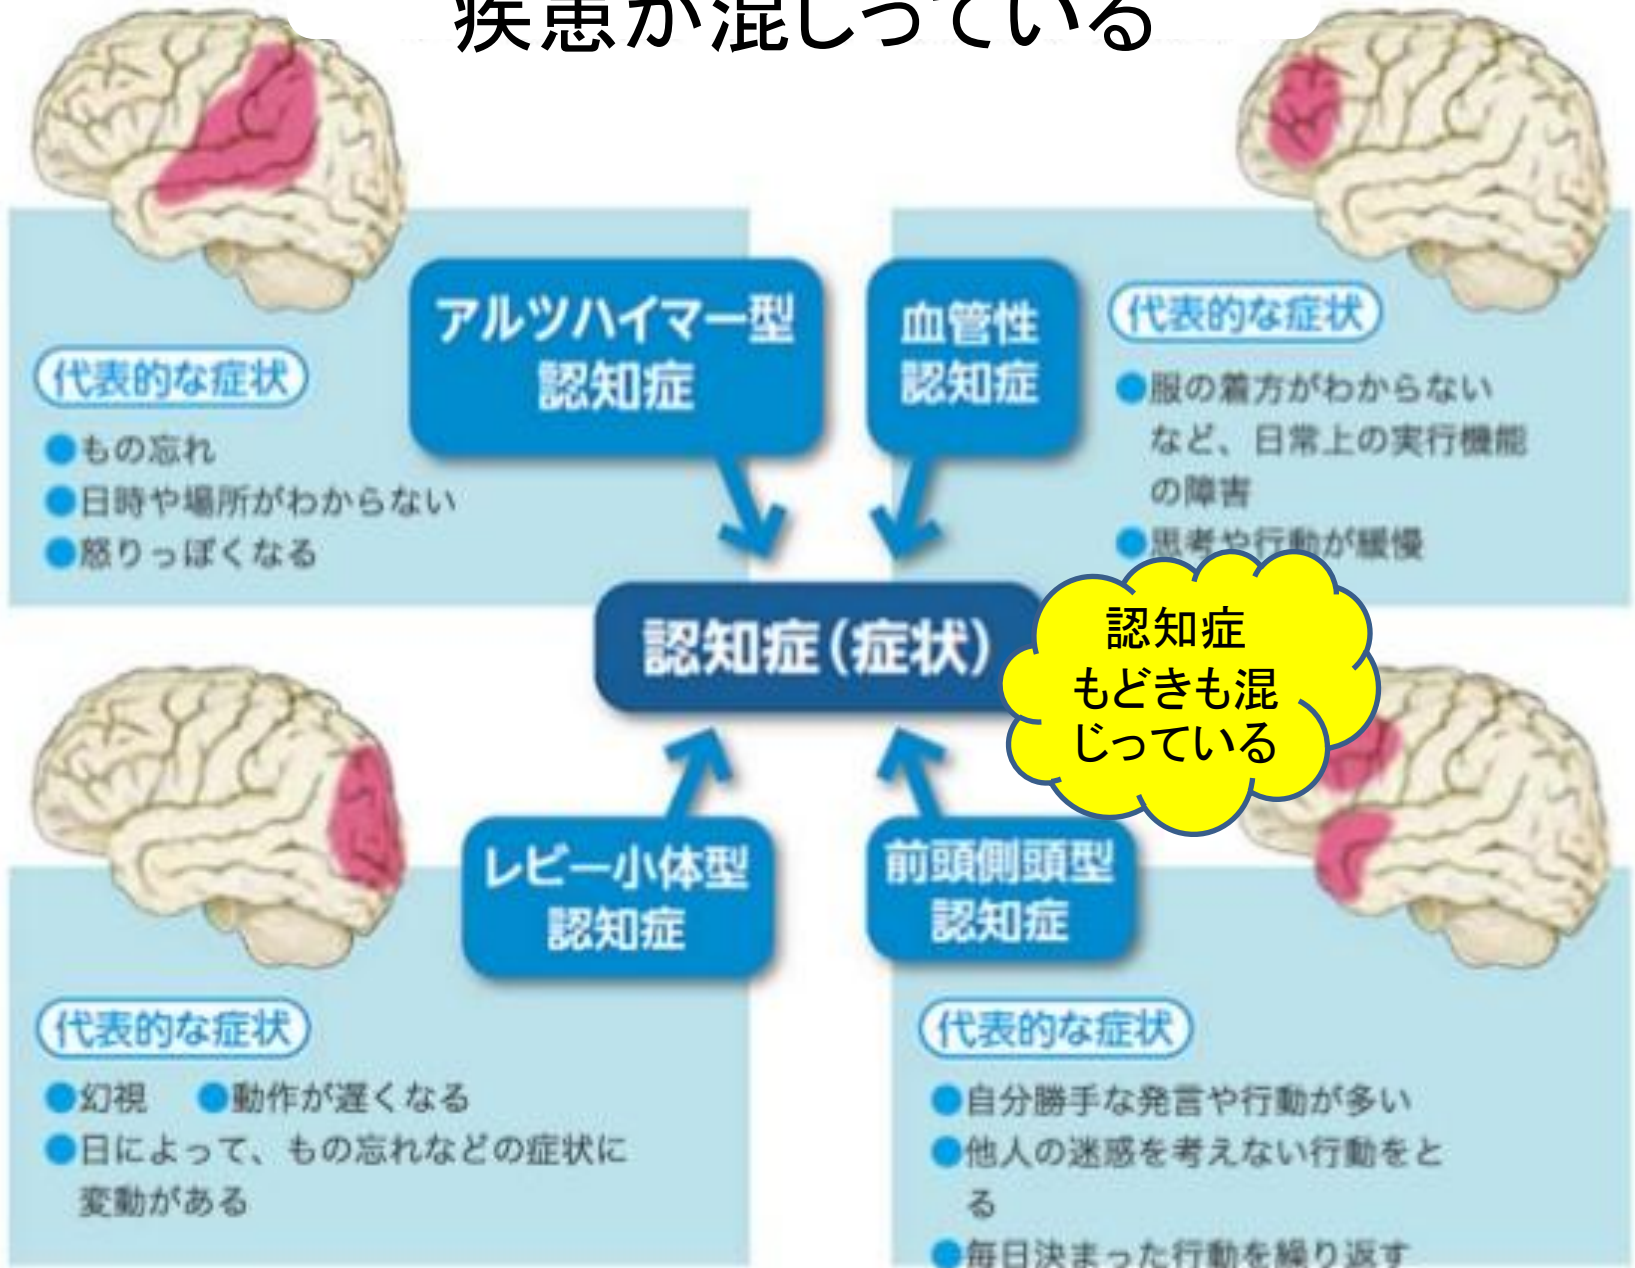 疾患が混じっている
アルツハイマー型
認知症
代表的な症状
●もの忘れ
●日時や場所がわからない
●怒りっぽくなる
血管性
認知症
代表的な症状
●服の着方がわからない
など、日常上の実行機能
の障害
●思考や行動が緩慢
認知症(症状)
認知症
もどきも混
じっている
レビー小体型
認知症
代表的な症状
●幻視 ●動作が遅くなる
●日によって、もの忘れなどの症状に
変動がある
前頭側頭型
認知症
代表的な症状
●自分勝手な発言や行動が多い
●他人の迷惑を考えない行動をと
る
●毎日決まった行動を繰り返す